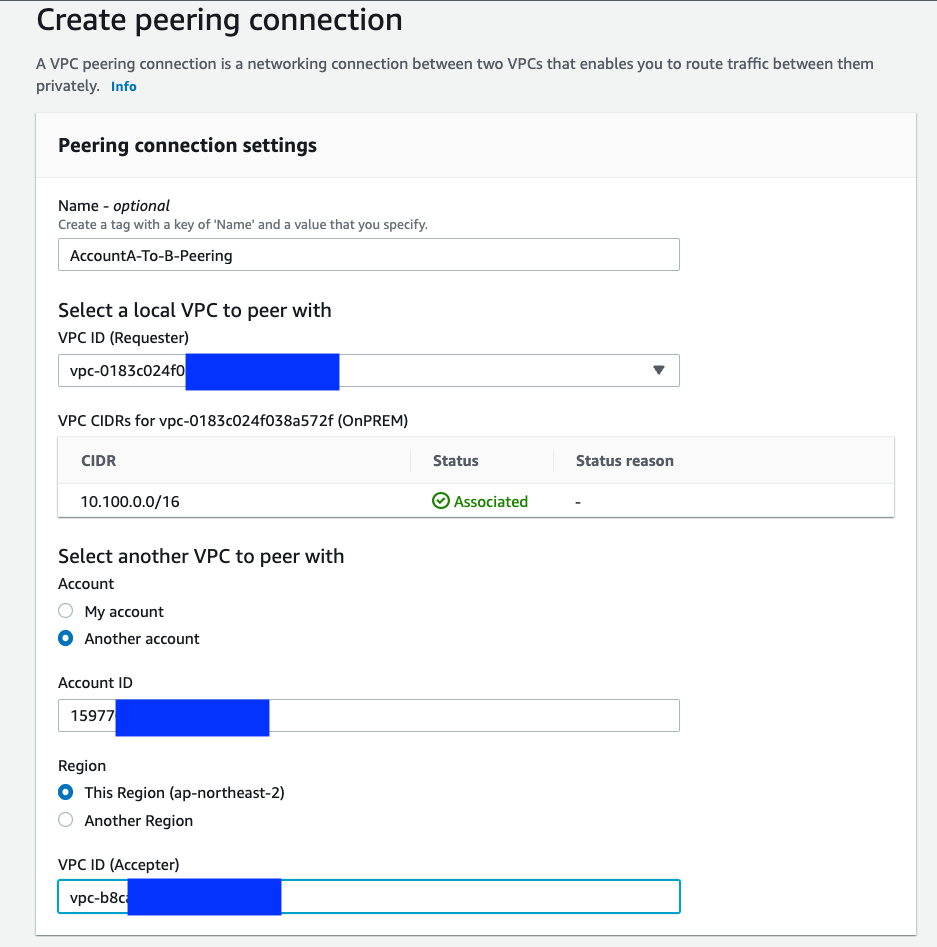 Create peering connection
A VPC peering connection is a networking connection between two VPCs that enables you to route traffic between them
privately. Info
Peering connection settings
Name - optional
Create a tag with a key of 'Name' and a value that you specify.
AccountA-To-B-Peering
Select a local VPC to peer with
VPC ID (Requester)
vpc-0183c024f0
VPC CIDRs for vpc-0183c024f038a572f (OnPREM)
CIDR Status Status reason
10.100.0.0/16 Associated -
Select another VPC to peer with
Account
My account
Another account
Account ID
15977
Region
This Region (ap-northeast-2)
Another Region
VPC ID (Accepter)
vpc-b8c